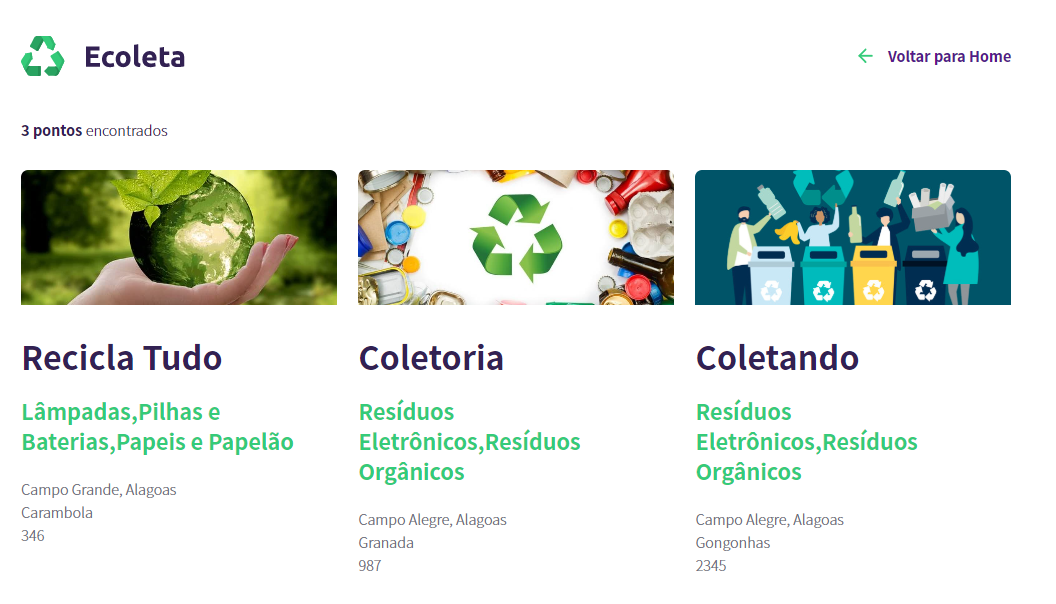 Ecoleta
Voltar para Home
3 pontos encontrados
Recicla Tudo
Lâmpadas,Pilhas e
Baterias,Papeis e Papelão
Campo Grande, Alagoas
Carambola
346
Coletoria
Resíduos
Eletrônicos,Resíduos
Orgânicos
Campo Alegre, Alagoas
Granada
987
Coletando
Resíduos
Eletrônicos,Resíduos
Orgânicos
Campo Alegre, Alagoas
Gongonhas
2345